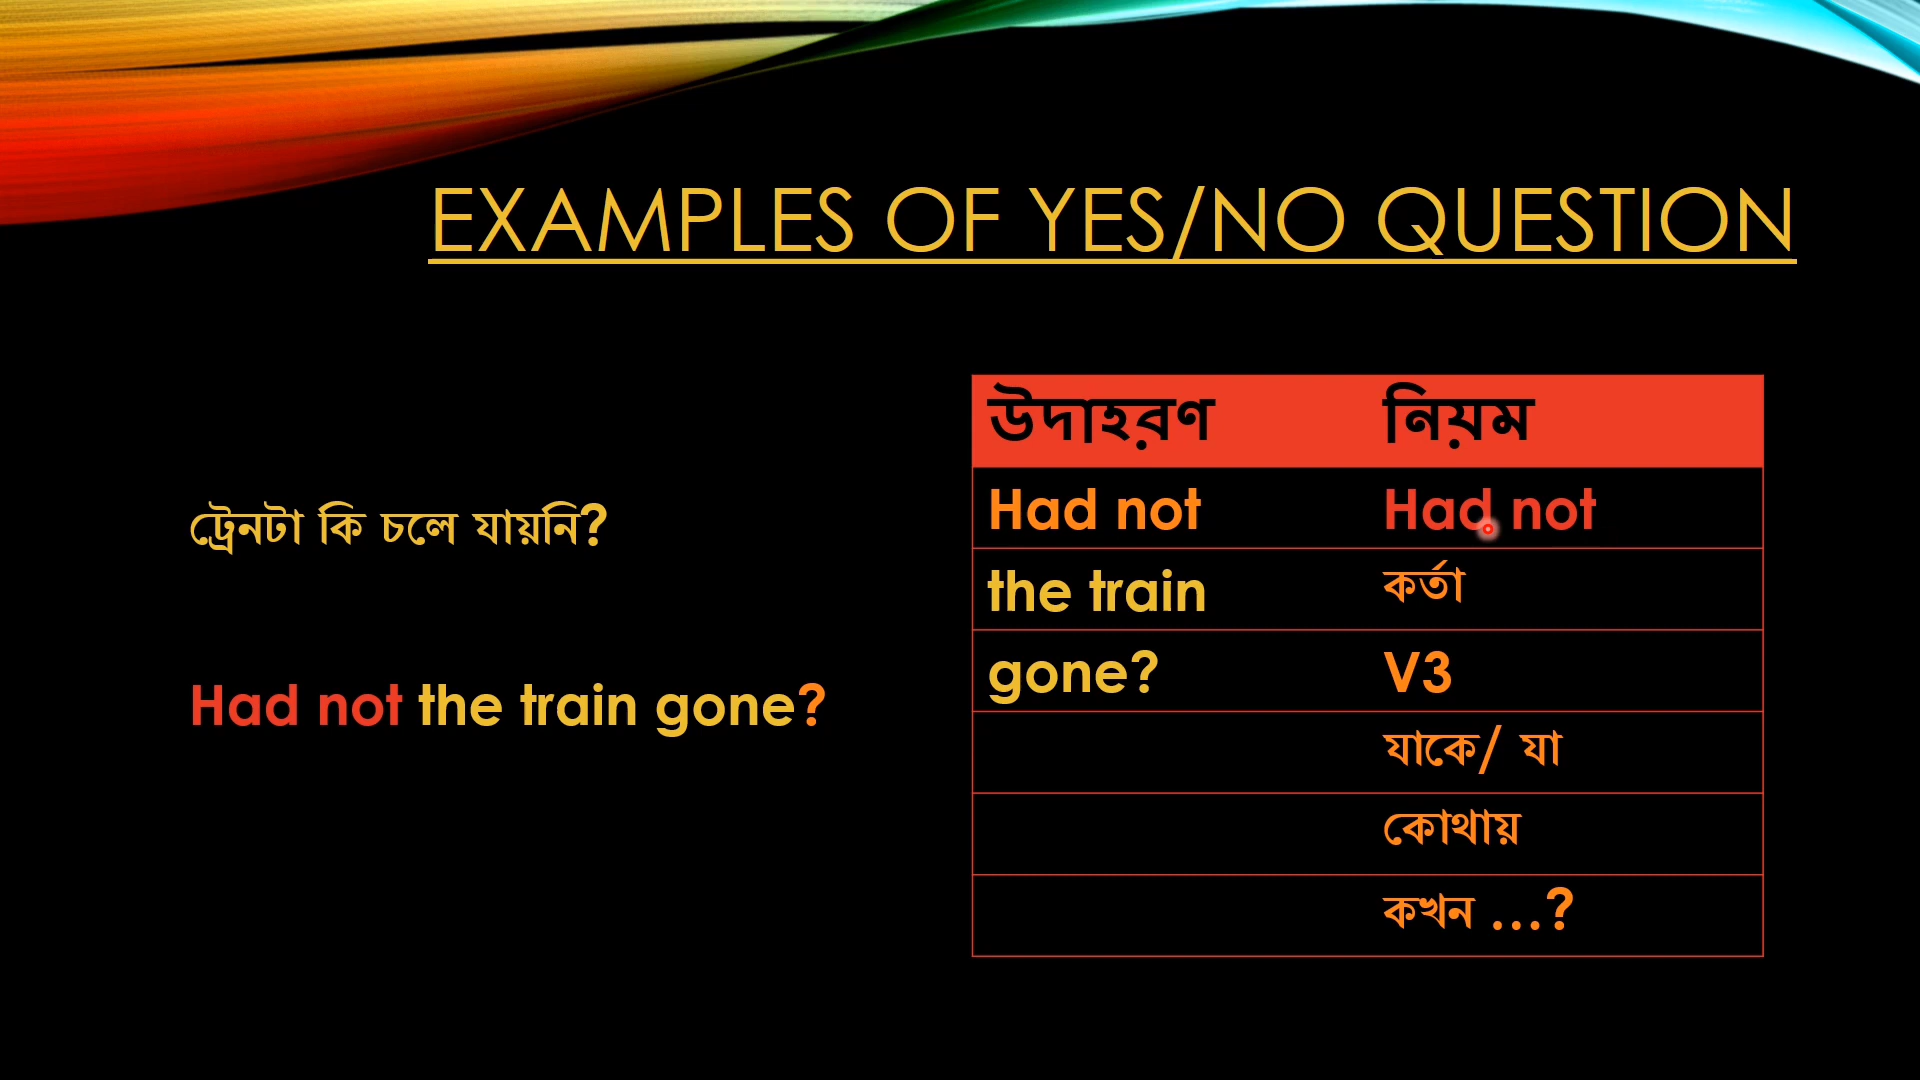 EXAMPLES OF YES/NO QUESTION
ট্রেনটা কি চলে যায়নি?
Had not the train gone?
উদাহরণ নিয়ম
Had not Had not
the train কর্তা
gone? V3
যাকে/ যা
কোথায়
কখন ...?